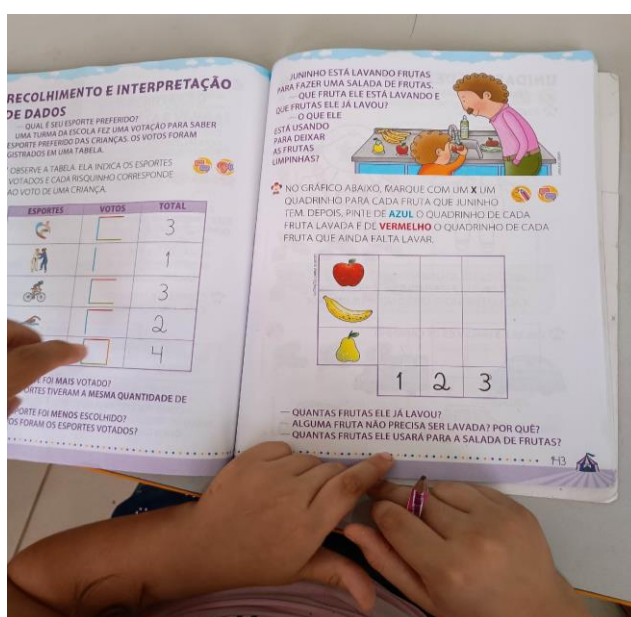 RECOLHIMENTO E INTERPRETAÇÃO
DE DADOS
— QUAL É SEU ESPORTE PREFERIDO?
UMA TURMA DA ESCOLA FEZ UMA VOTAÇÃO PARA SABER
ESPORTE PREFERIDO DAS CRIANÇAS. OS VOTOS FORAM
GISTRADOS EM UMA TABELA.
OBSERVE A TABELA. ELA INDICA OS ESPORTES
VOTADOS E CADA RISQUINHO CORRESPONDE
AO VOTO DE UMA CRIANÇA.
ESPORTES VOTOS TOTAL
3
1
3
2
4
FOI MAIS VOTADO?
ORTES TIVERAM A MESMA QUANTIDADE DE
PORTE FOI MENOS ESCOLHIDO?
OS FORAM OS ESPORTES VOTADOS?
JUNINHO ESTÁ LAVANDO FRUTAS
PARA FAZER UMA SALADA DE FRUTAS.
— QUE FRUTA ELE ESTÁ LAVANDO E
QUE FRUTAS ELE JÁ LAVOU?
— O QUE ELE
ESTÁ USANDO
PARA DEIXAR
AS FRUTAS
LIMPINHAS?
NO GRÁFICO ABAIXO, MARQUE COM UM X UM
QUADRINHO PARA CADA FRUTA QUE JUNINHO
TEM. DEPOIS, PINTE DE AZUL O QUADRINHO DE CADA
FRUTA LAVADA E DE VERMELHO O QUADRINHO DE CADA
FRUTA QUE AINDA FALTA LAVAR.
1 2 3
— QUANTAS FRUTAS ELE JÁ LAVOU?
— ALGUMA FRUTA NÃO PRECISA SER LAVADA? POR QUÊ?
— QUANTAS FRUTAS ELE USARÁ PARA A SALADA DE FRUTAS?
143